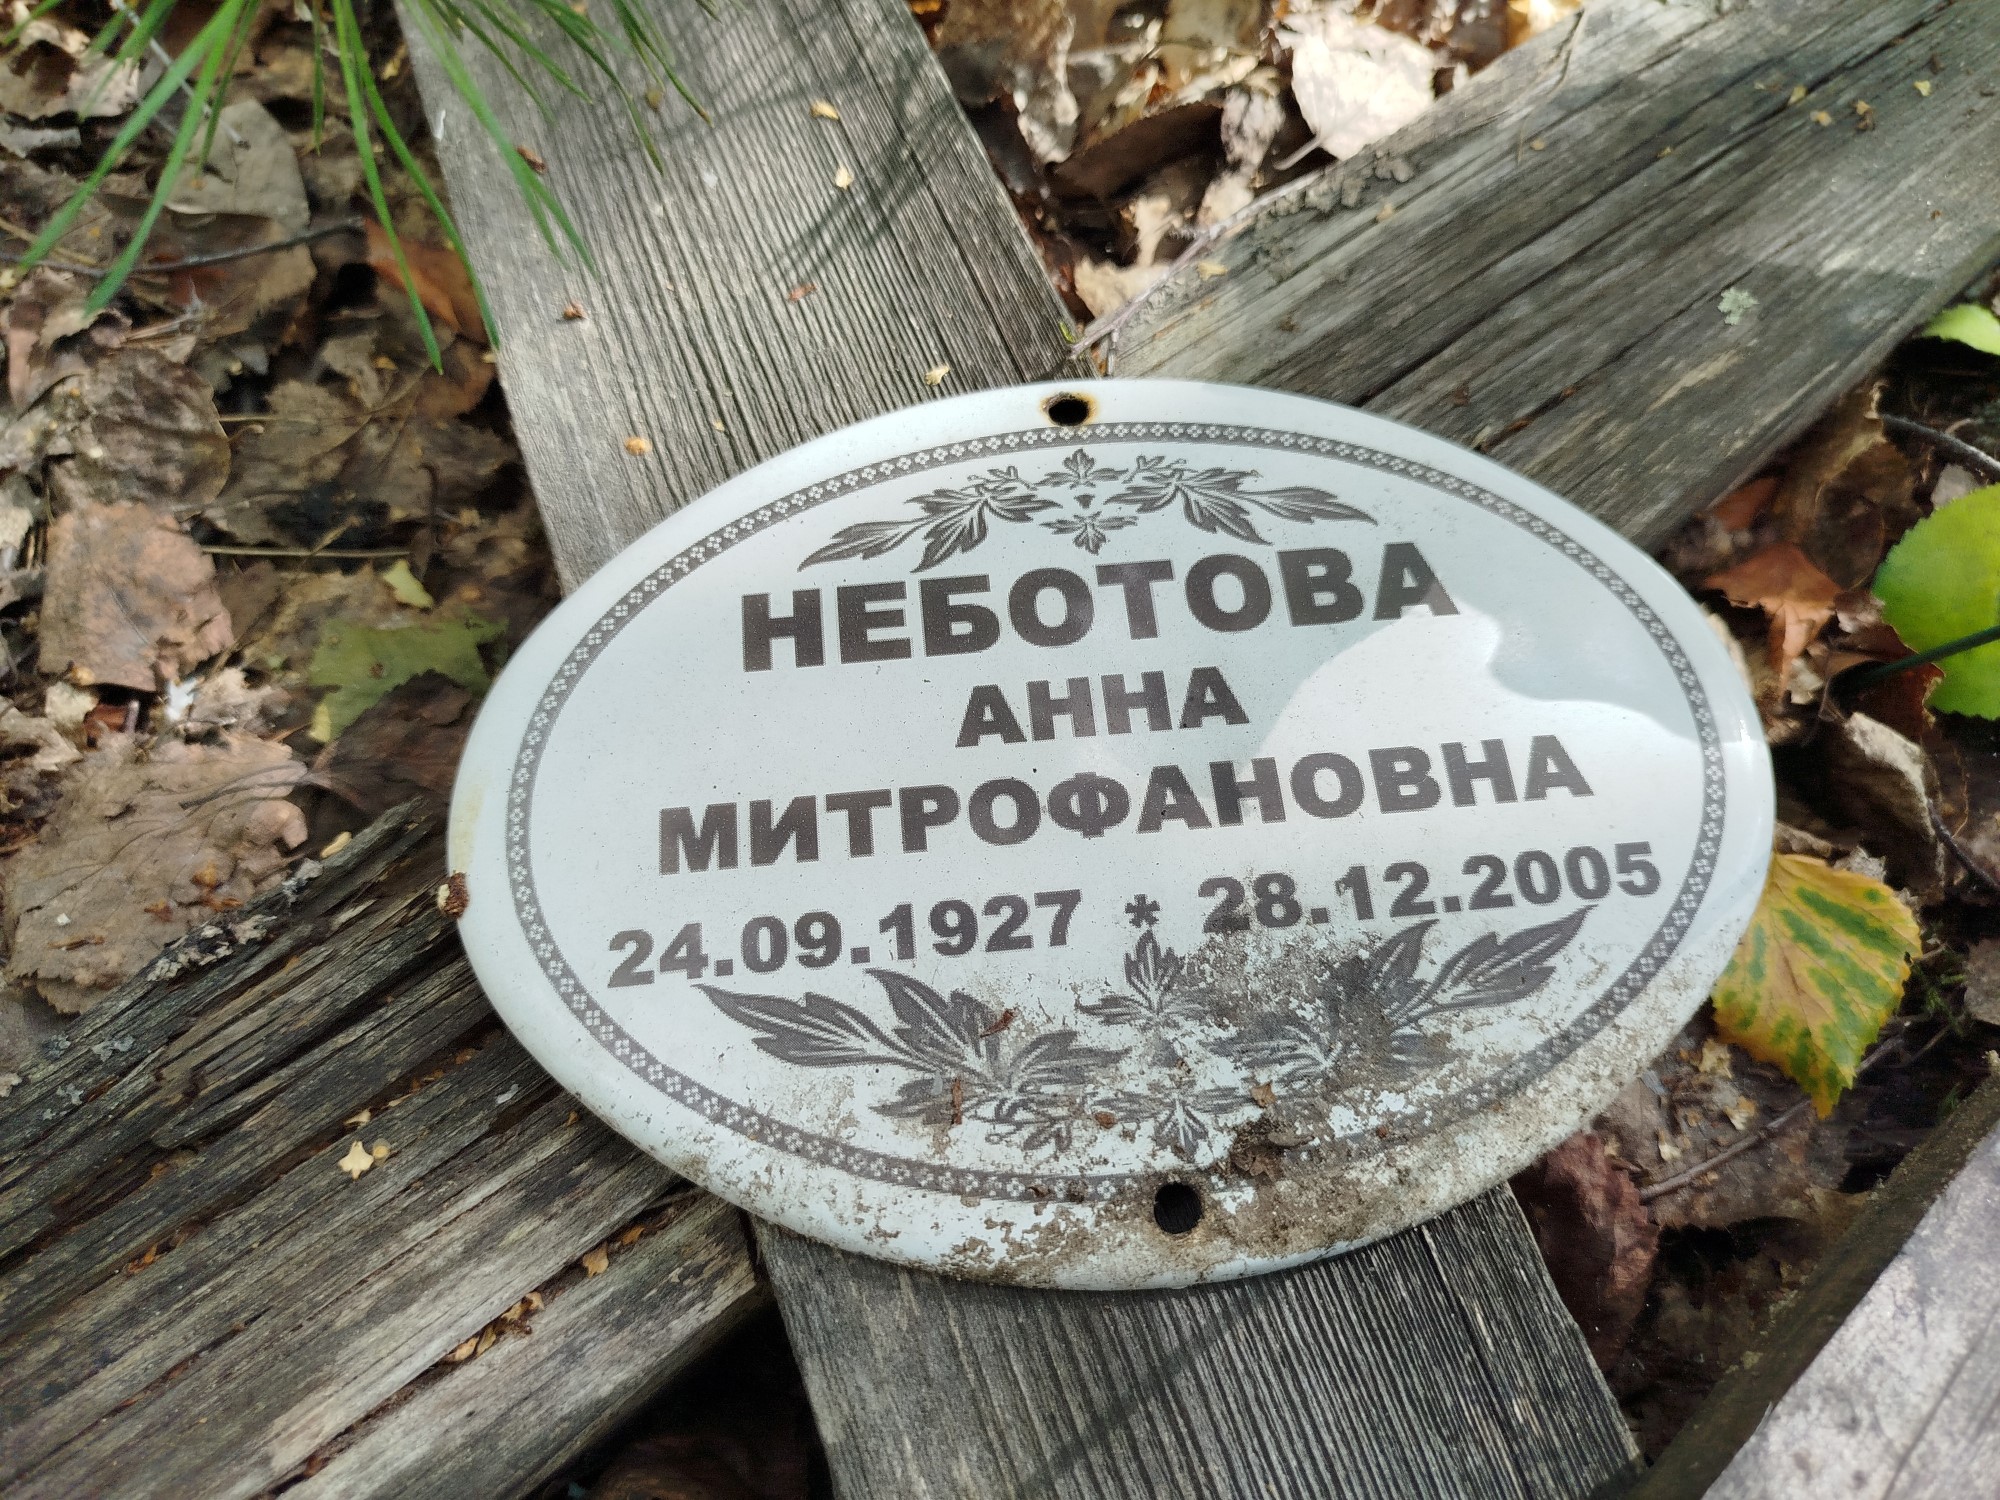 НЕБОТОВА
АННА
МИТРОФАНОВНА
24.09.1927 * 28.12.2005